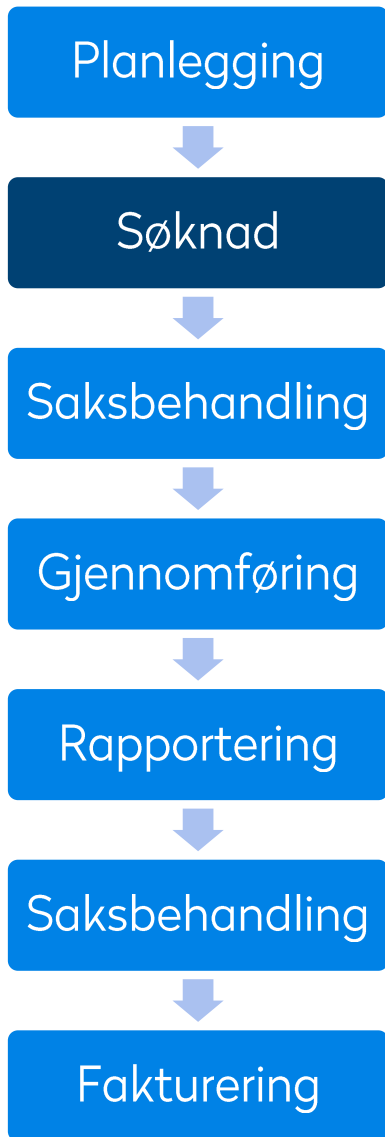 Planlegging
Søknad
Saksbehandling
Gjennomføring
Rapportering
Saksbehandling
Fakturering